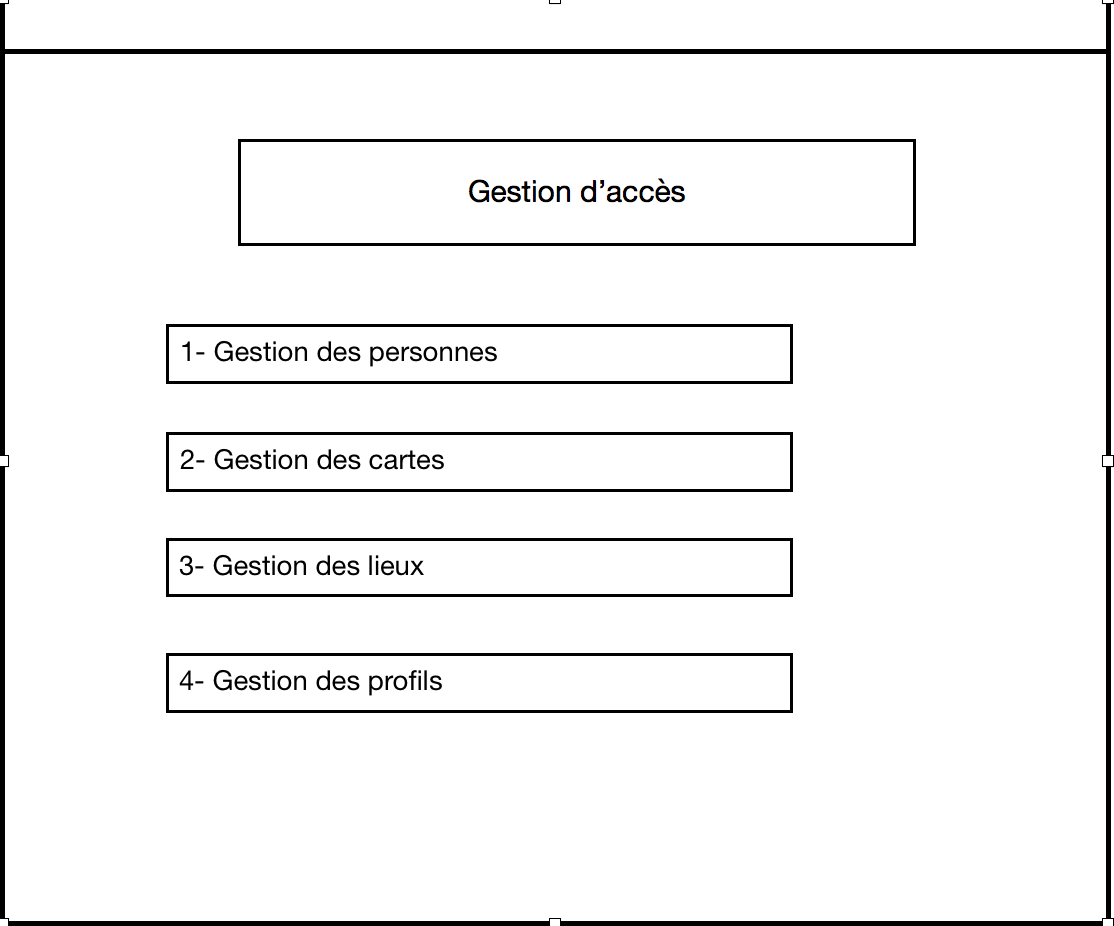 Gestion d’accès
1- Gestion des personnes
2- Gestion des cartes
3- Gestion des lieux
4- Gestion des profils